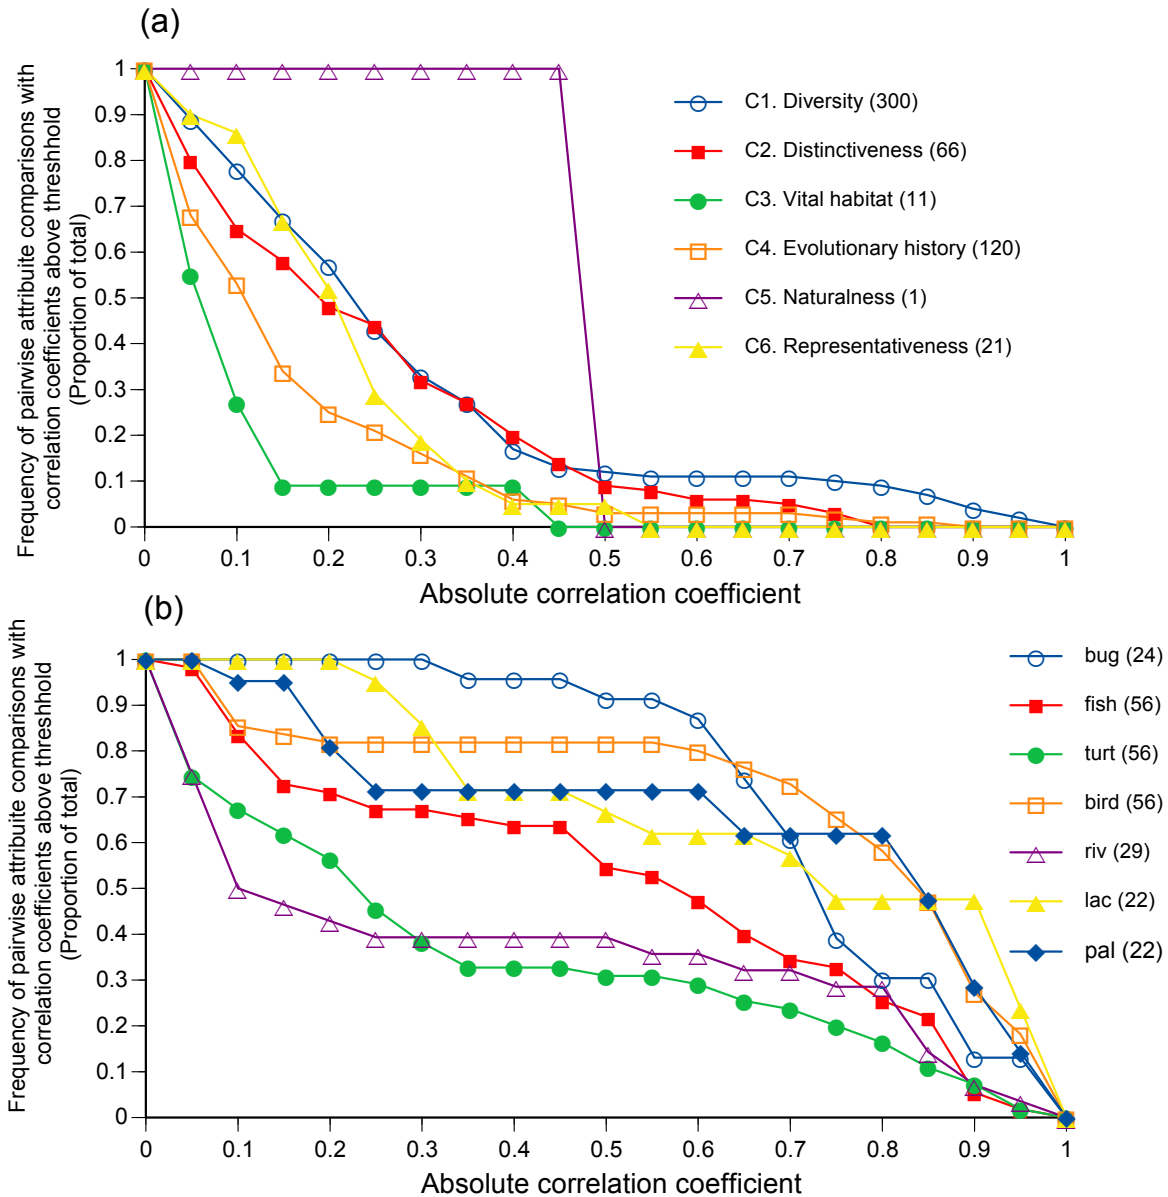 (a)
Frequency of pairwise attribuite comparisons with
correlation coefficients above threshhold
(Proportion of total)
1
0.9
0.8
0.7
0.6
0.5
0.4
0.3
0.2
0.1
0
0 0.1 0.2 0.3 0.4 0.5 0.6 0.7 0.8 0.9 1
Absolute correlation coefficient
C1. Diversity (300)
C2. Distinctiveness (66)
C3. Vital habitat (11)
C4. Evolutionary history (120)
C5. Naturalness (1)
C6. Representativeness (21)
(b)
Frequency of pairwise attribuite comparisons with
correlation coefficients above threshhold
(Proportion of total)
1
0.9
0.8
0.7
0.6
0.5
0.4
0.3
0.2
0.1
0
0 0.1 0.2 0.3 0.4 0.5 0.6 0.7 0.8 0.9 1
Absolute correlation coefficient
bug (24)
fish (56)
turt (56)
bird (56)
riv (29)
lac (22)
pal (22)